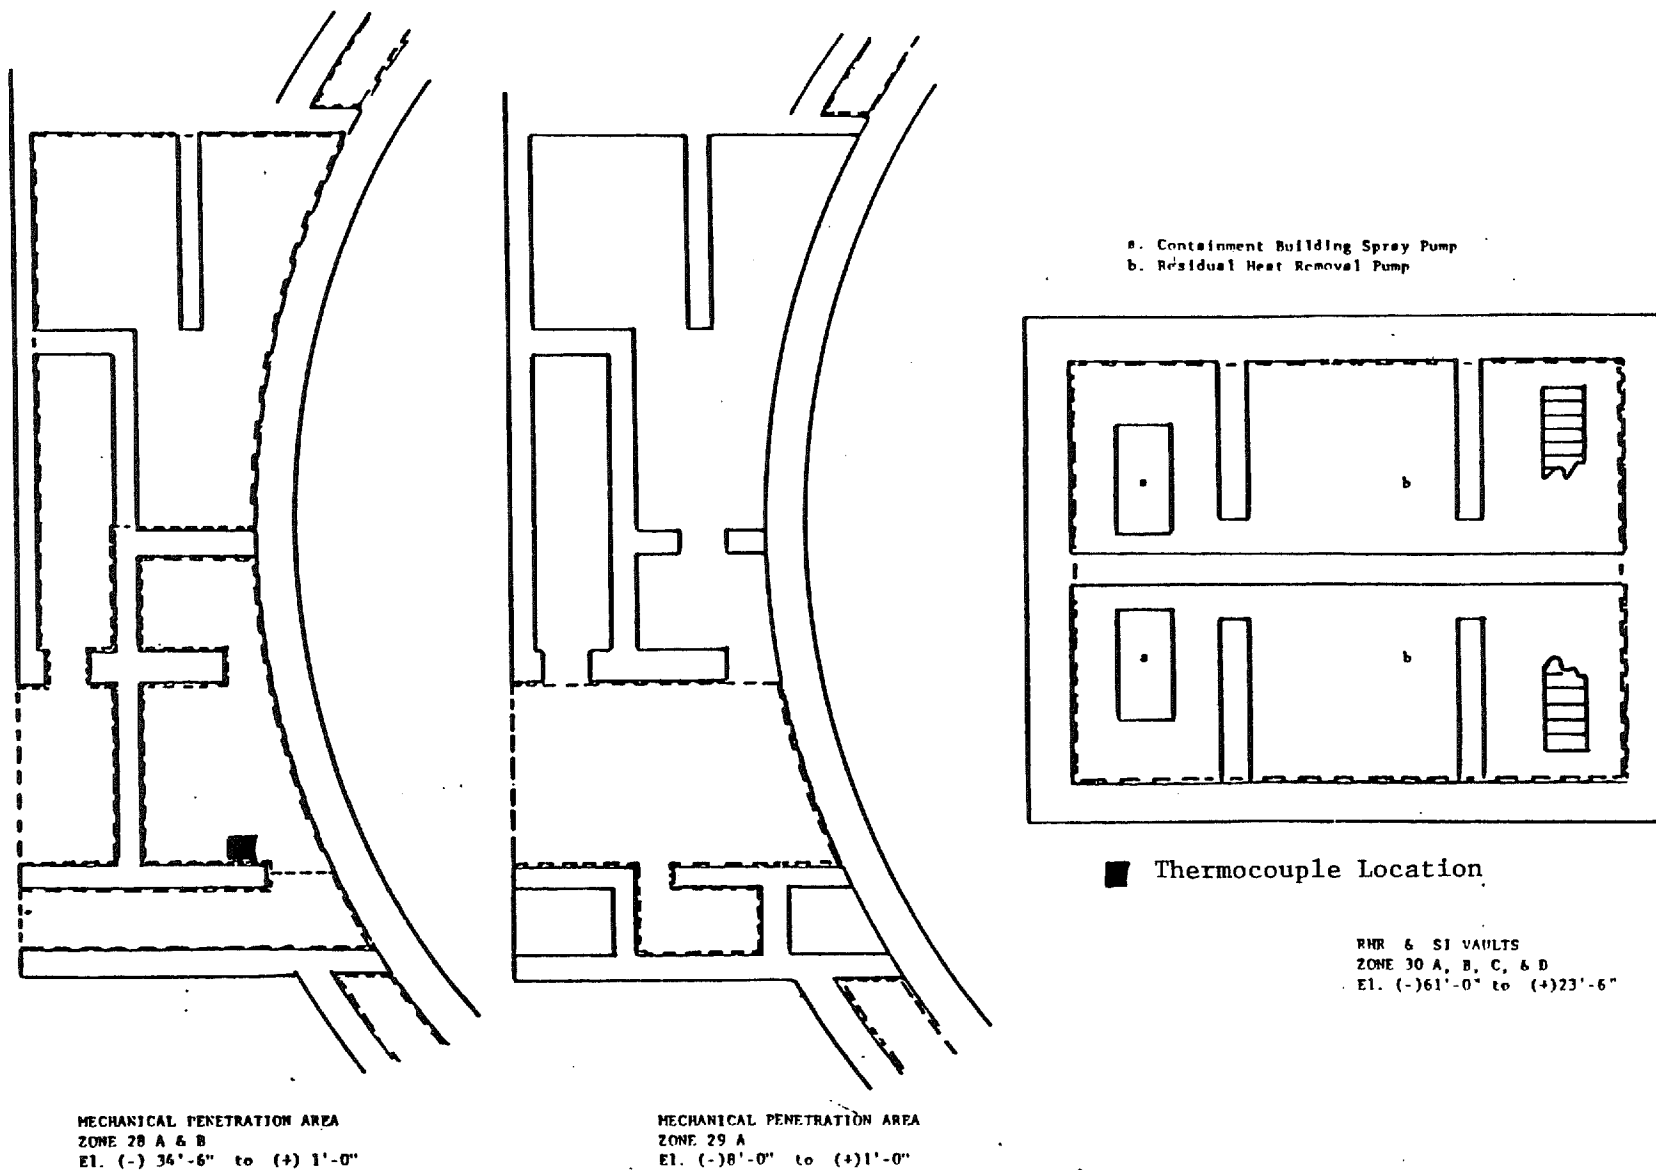 a. Containment Building Spray Pump
b. Residual Heat Removal Pump
a
b
a
b
Thermocouple Location
RHR & SI VAULTS
ZONE 30 A, B, C, & D
El. (-)61'-0" to (+)23'-6"
MECHANICAL PENETRATION AREA
ZONE 28 A & B
El. (-) 34'-6" to (+) 1'-0"
MECHANICAL PENETRATION AREA
ZONE 29 A
El. (-)8'-0" to (+)1'-0"